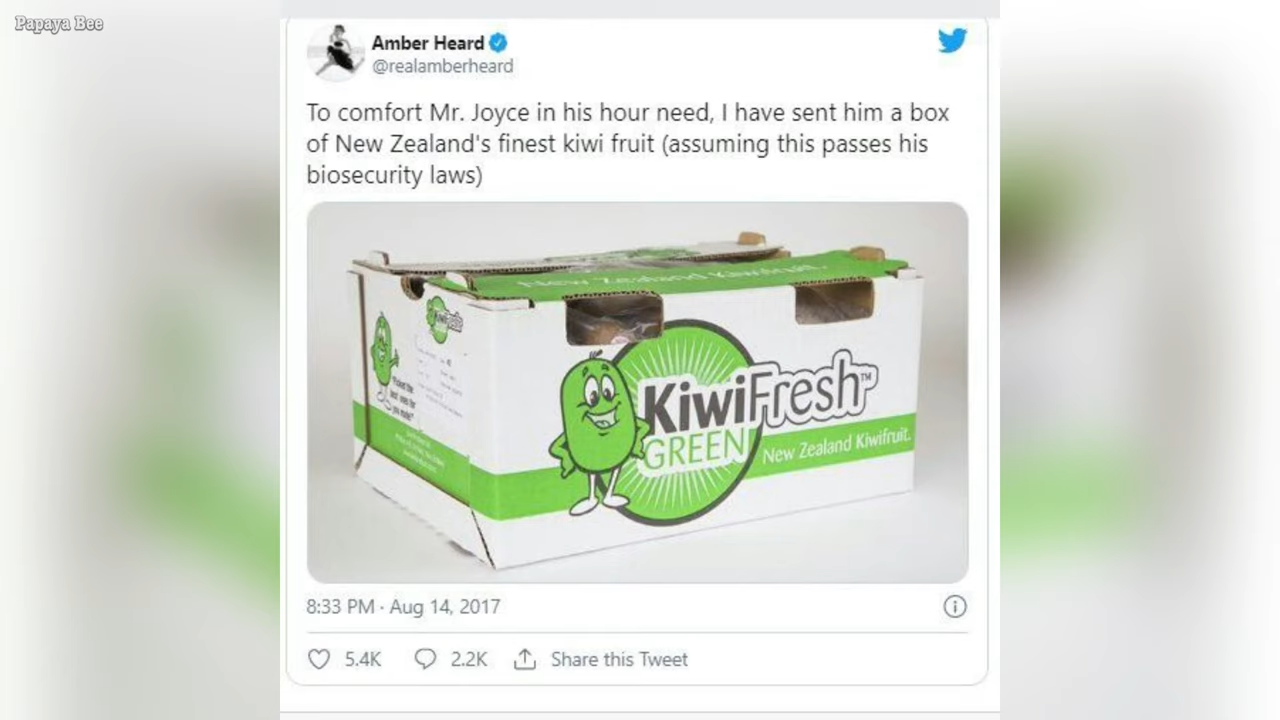 Papaya Bee
Amber Heard
@realamberheard
To comfort Mr. Joyce in his hour need, I have sent him a box
of New Zealand's finest kiwi fruit (assuming this passes his
biosecurity laws)
New Zealand Kiwifruit.
KiwiFresh
KiwiFresh™
GREEN
New Zealand Kiwifruit.
8:33 PM · Aug 14, 2017
5.4K
2.2K
Share this Tweet